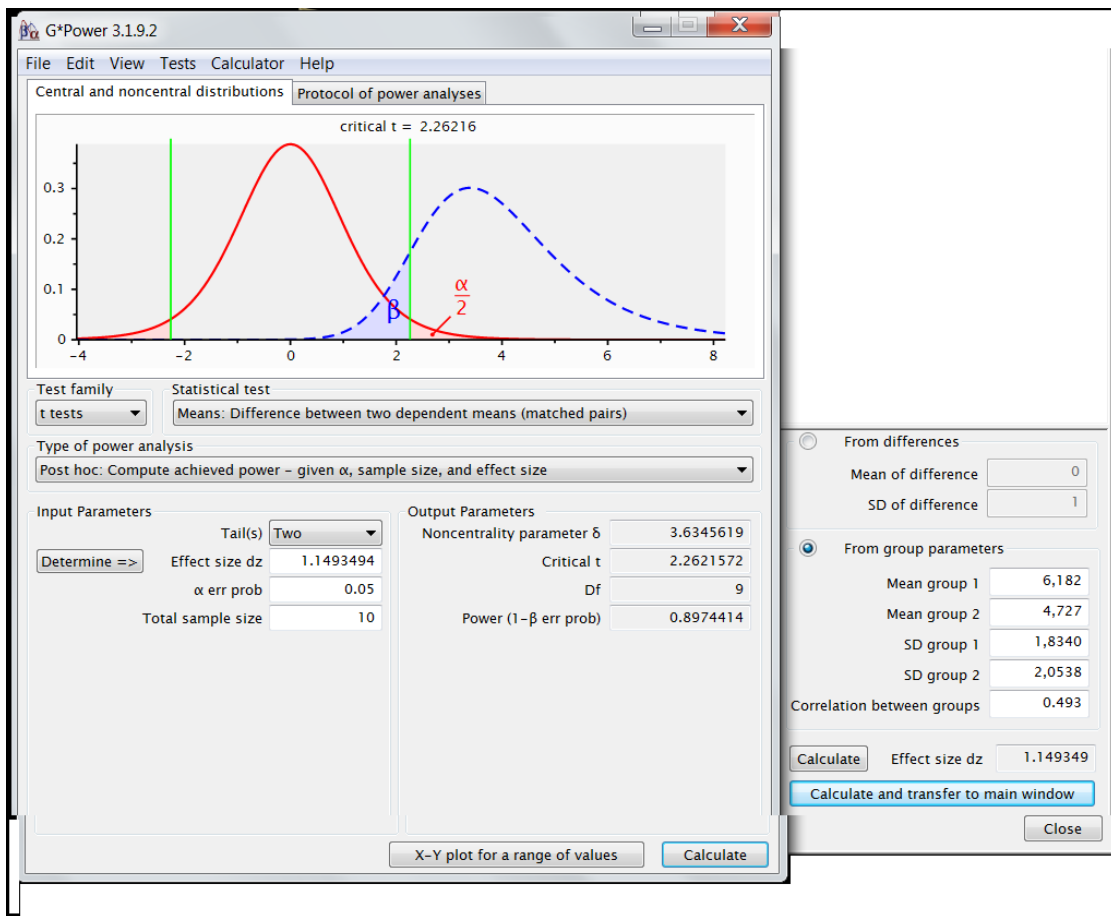 G*Power 3.1.9.2
File Edit View Tests Calculator Help
Central and noncentral distributions Protocol of power analyses
critical t = 2.26216
0.3
0.2
0.1
0
β
α
2
-4 -2 0 2 4 6 8
Test family Statistical test
t tests Means: Difference between two dependent means (matched pairs)
Type of power analysis
Post hoc: Compute achieved power – given α, sample size, and effect size
Input Parameters
Tail(s) Two
Determine => Effect size dz 1.1493494
α err prob 0.05
Total sample size 10
Output Parameters
Noncentrality parameter δ 3.6345619
Critical t 2.2621572
Df 9
Power (1-β err prob) 0.8974414
X-Y plot for a range of values Calculate
From differences
Mean of difference 0
SD of difference 1
From group parameters
Mean group 1 6,182
Mean group 2 4,727
SD group 1 1,8340
SD group 2 2,0538
Correlation between groups 0.493
Calculate Effect size dz 1.149349
Calculate and transfer to main window
Close